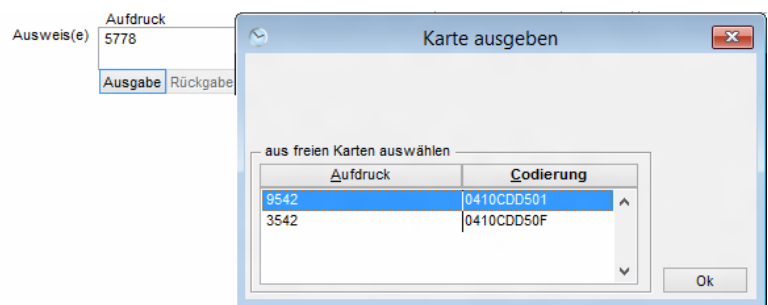 Aufdruck
Ausweis(e)
5778
Ausgabe Rückgabe
Karte ausgeben
aus freien Karten auswählen
Aufdruck Codierung
9542 0410CDD501
3542 0410CDD50F
Ok